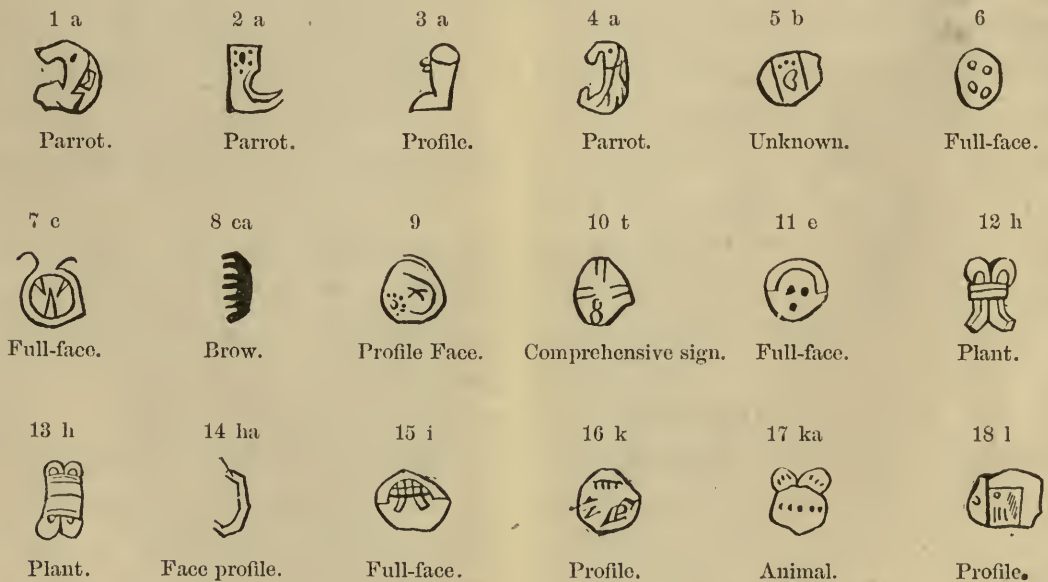 1 a 2 a 3 a 4 a 5 b 6
Parrot. Parrot. Profile. Parrot. Unknown. Full-face.
7 c 8 ca 9 10 t 11 e 12 h
Full-face. Brow. Profile Face. Comprehensive sign. Full-face. Plant.
13 h 14 ha 15 i 16 k 17 ka 18 l
Plant. Face profile. Full-face. Profile. Animal. Profile.